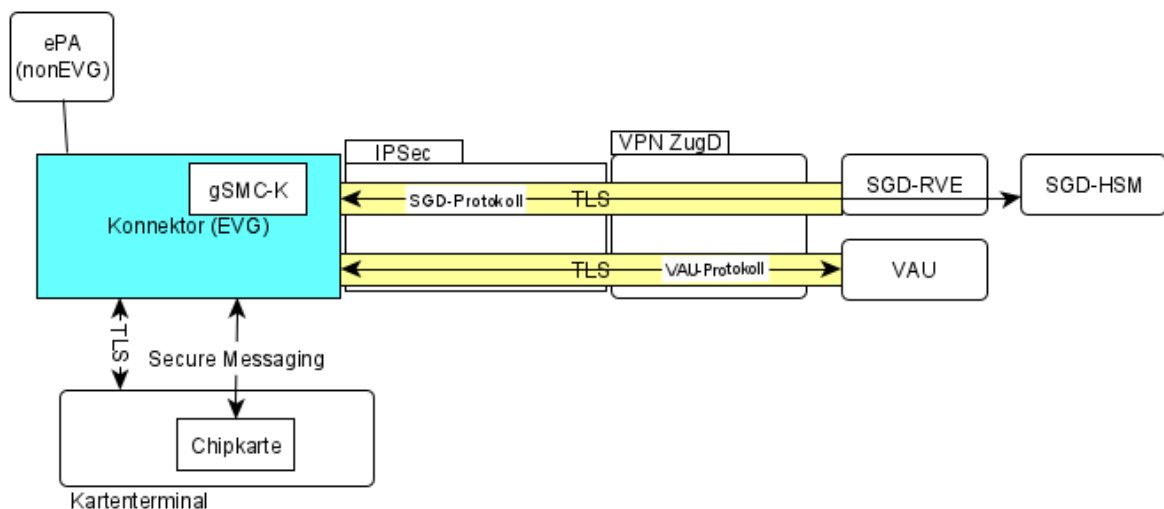 ePA
(nonEVG)
IPSec
VPN ZugD
gSMC-K
Konnektor (EVG)
SGD-Protokoll
TLS
SGD-RVE
SGD-HSM
TLS
VAU-Protokoll
VAU
TLS
Secure Messaging
Chipkarte
Kartenterminal